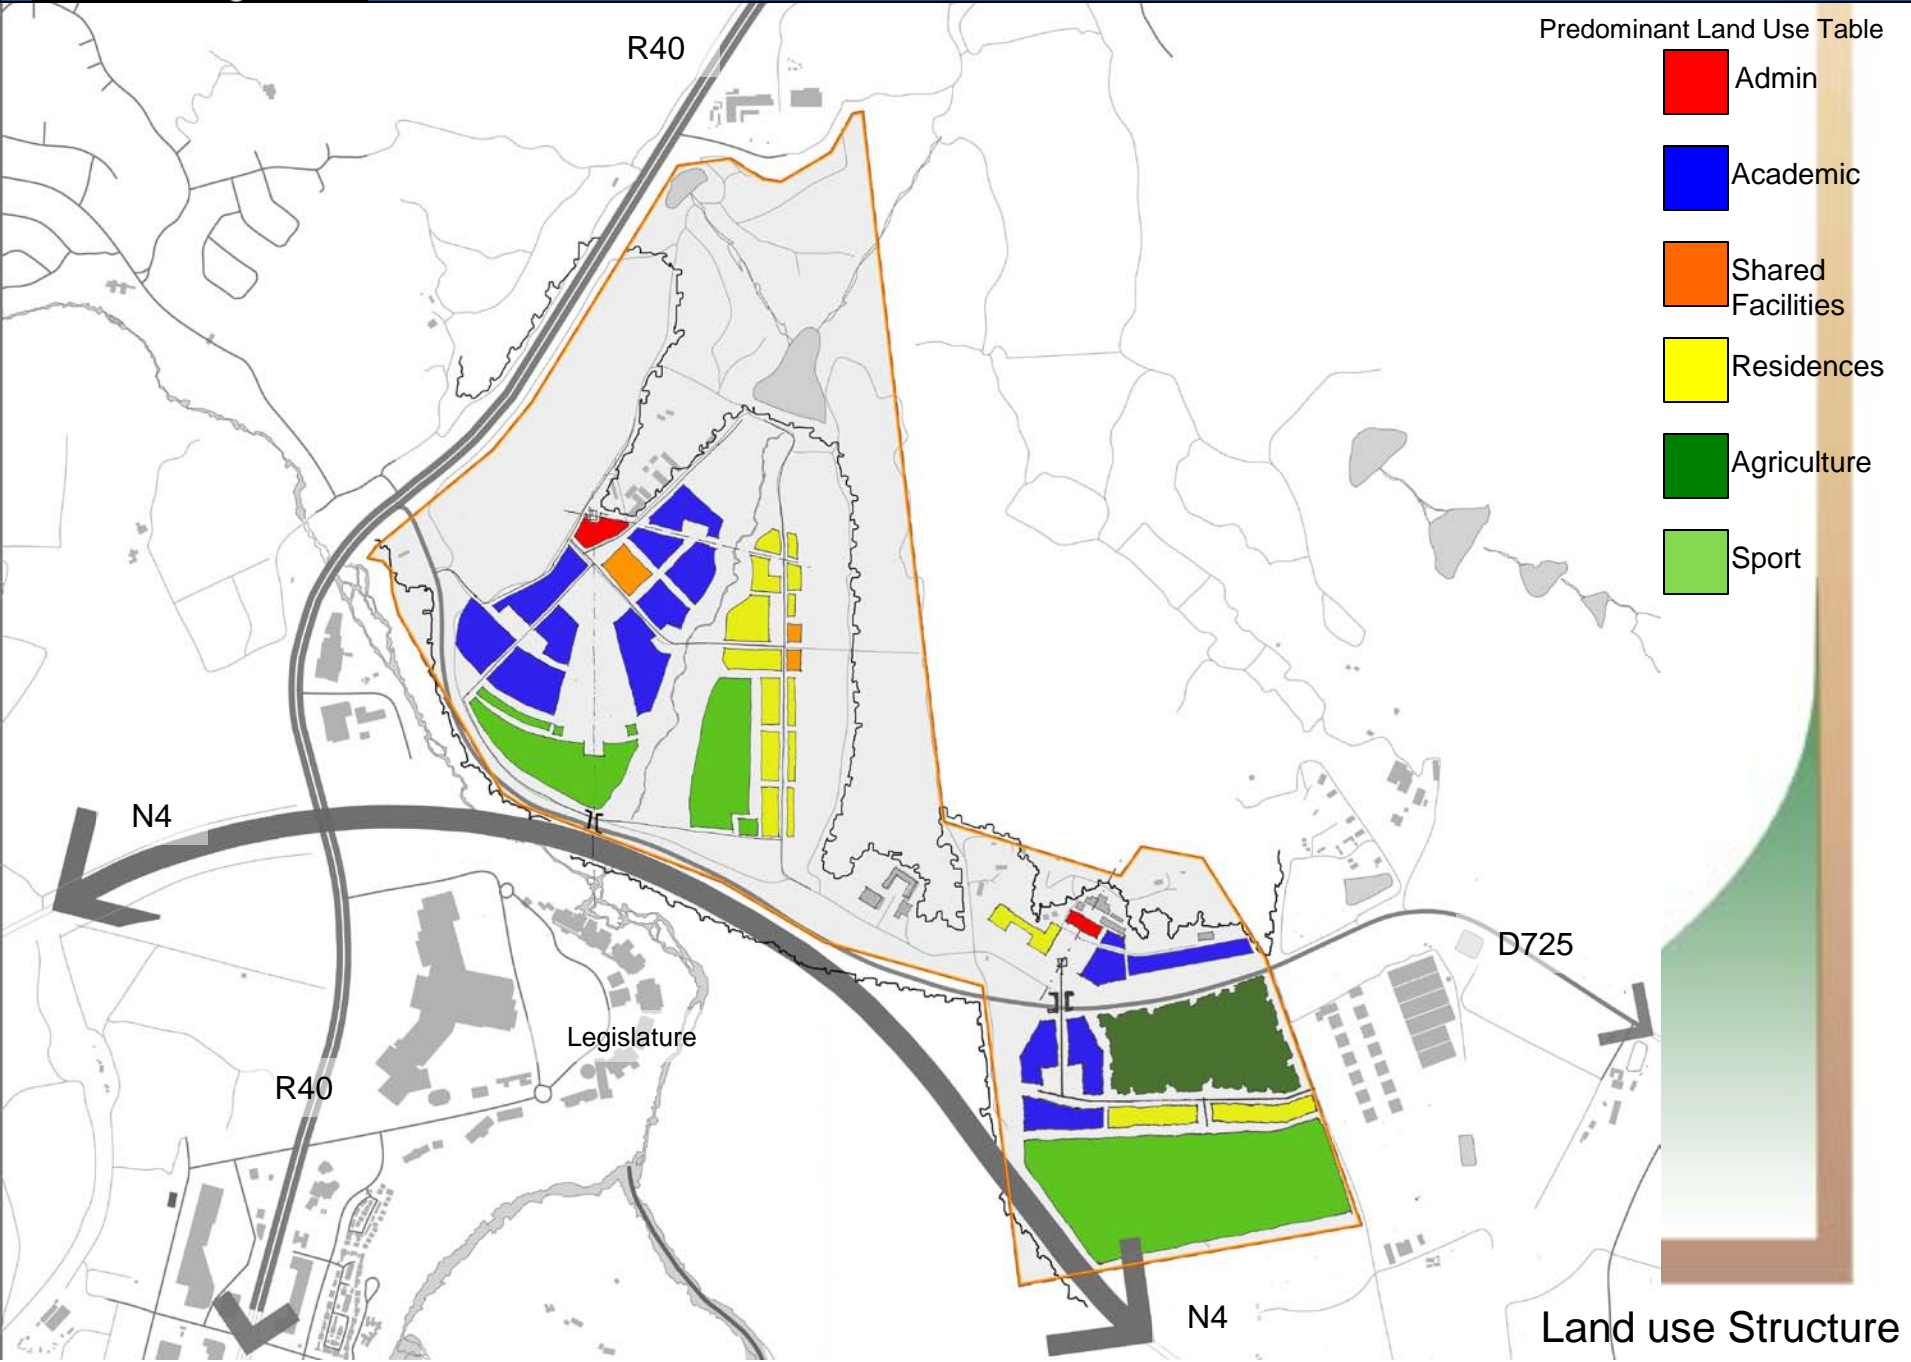 R40
Predominant Land Use Table
Admin
Academic
Shared
Facilities
Residences
Agriculture
Sport
N4
D725
Legislature
R40
N4
Land use Structure